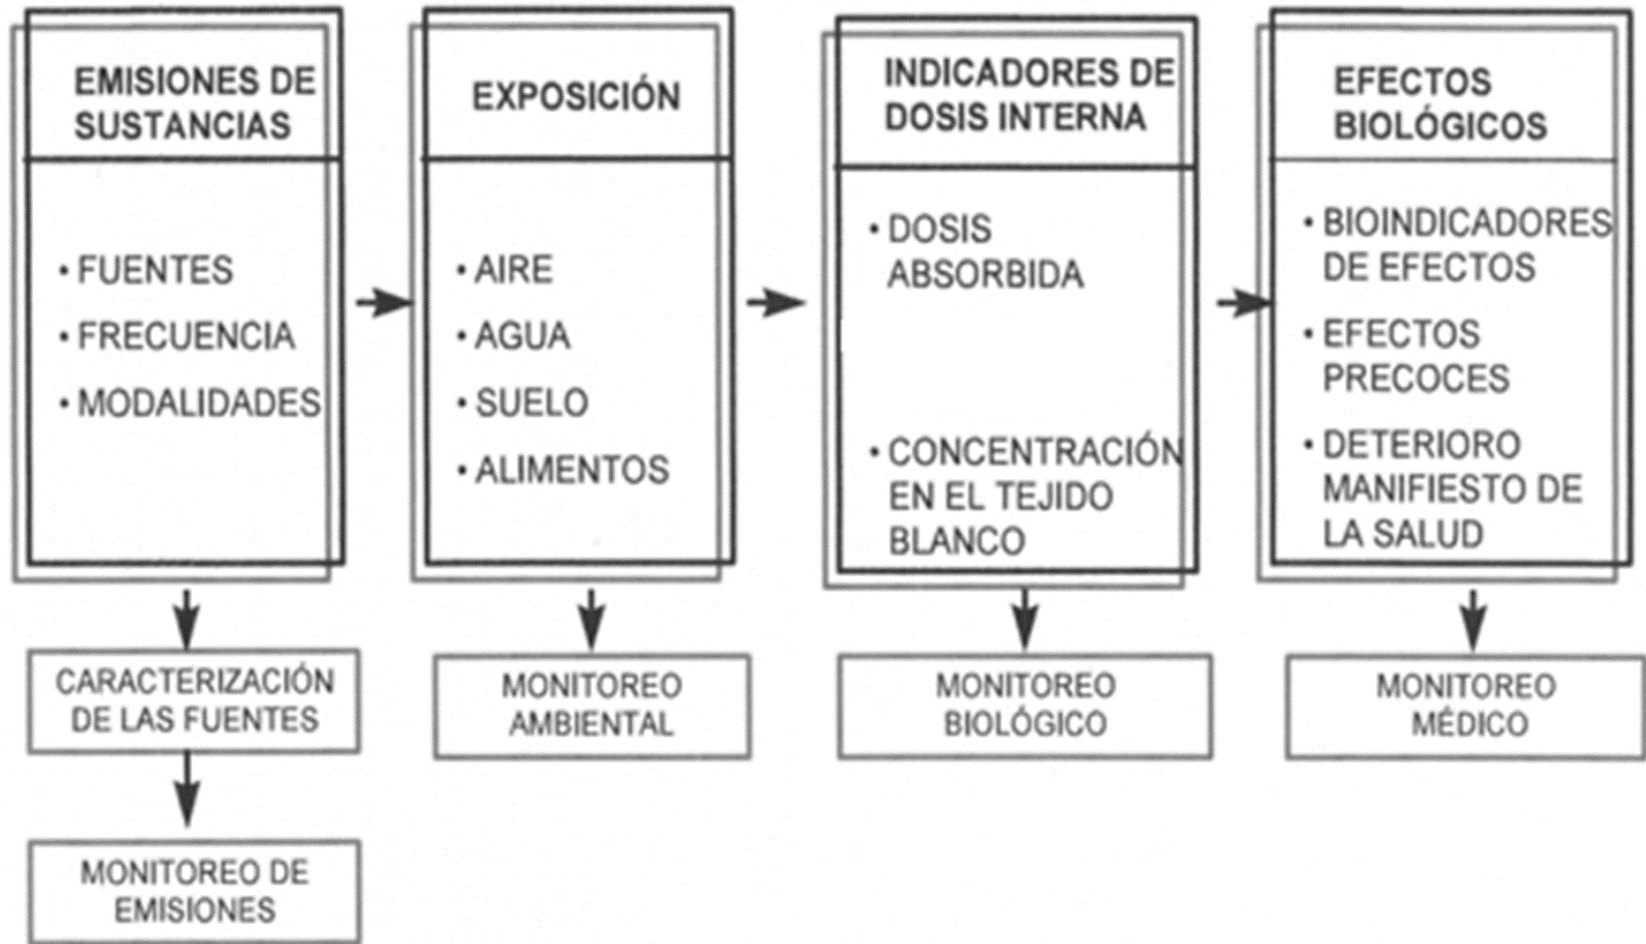 EMISIONES DE
SUSTANCIAS
• FUENTES
• FRECUENCIA
• MODALIDADES
CARACTERIZACIÓN
DE LAS FUENTES
MONITOREO DE
EMISIONES
EXPOSICIÓN
• AIRE
• AGUA
• SUELO
• ALIMENTOS
MONITOREO
AMBIENTAL
INDICADORES DE
DOSIS INTERNA
• DOSIS
ABSORBIDA
• CONCENTRACIÓN
EN EL TEJIDO
BLANCO
MONITOREO
BIOLÓGICO
EFECTOS
BIOLÓGICOS
• BIOINDICADORES
DE EFECTOS
• EFECTOS
PRECOCES
• DETERIORO
MANIFIESTO DE
LA SALUD
MONITOREO
MÉDICO